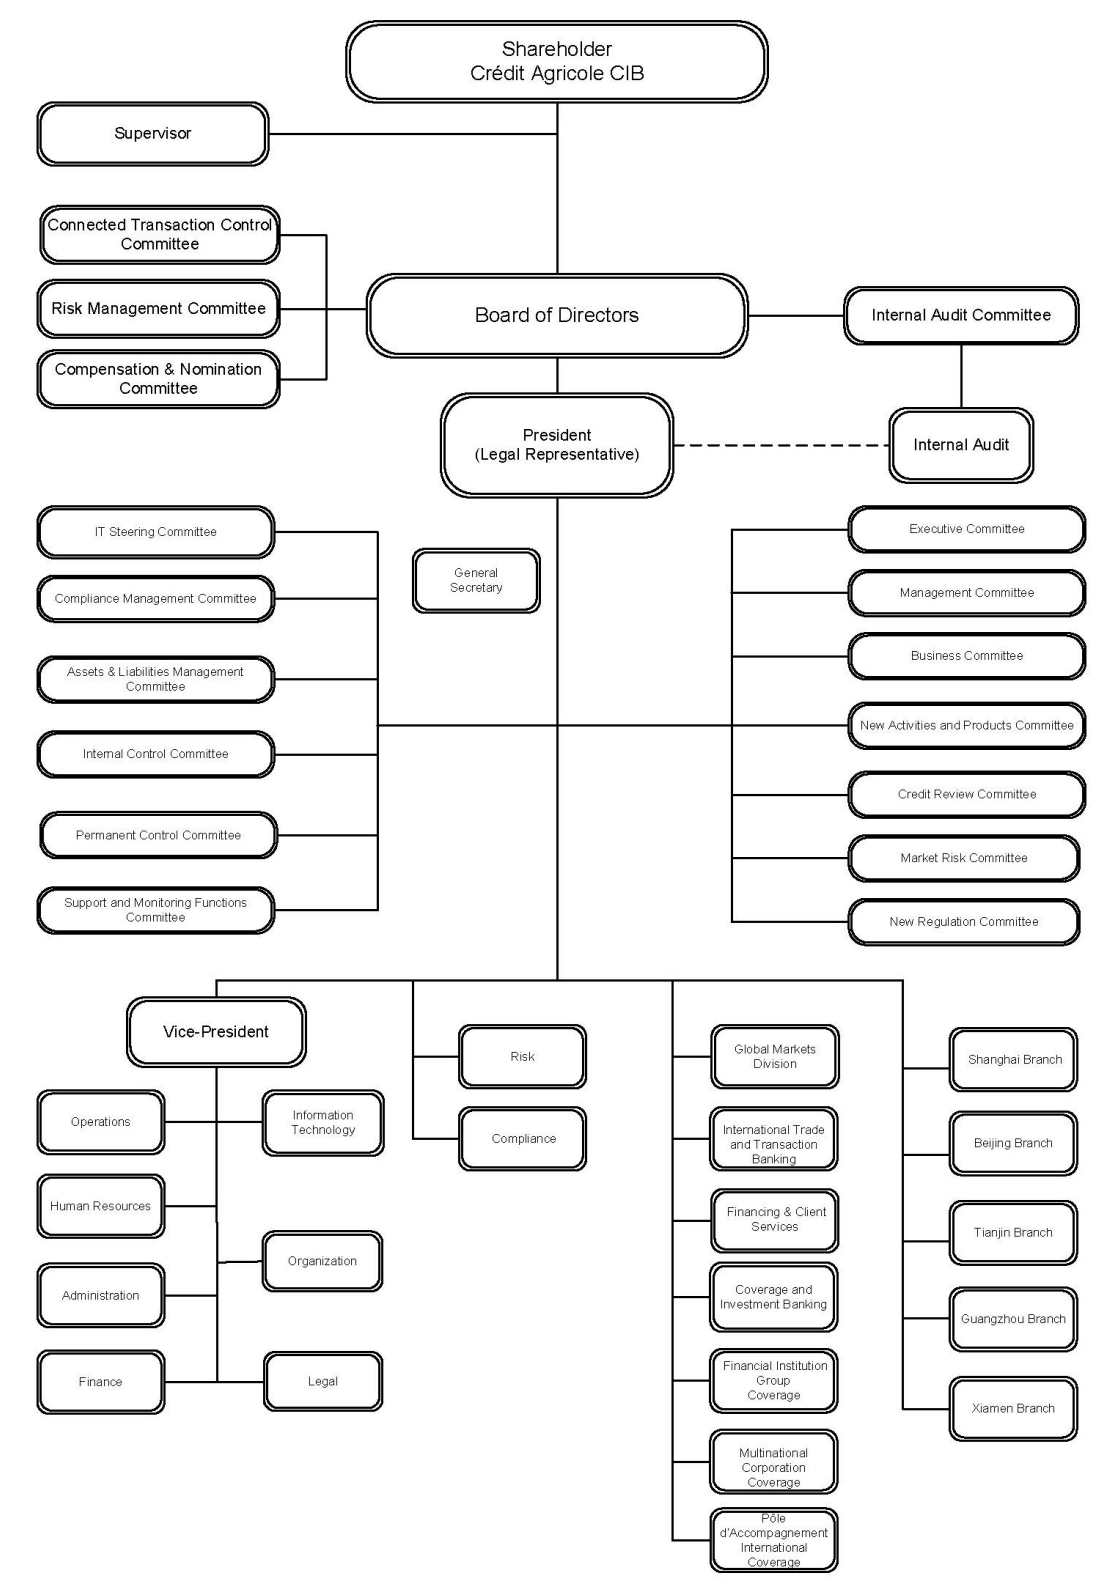 Shareholder
Crédit Agricole CIB
Supervisor
Connected Transaction Control
Committee
Risk Management Committee
Compensation & Nomination
Committee
Board of Directors
Internal Audit Committee
President
(Legal Representative)
Internal Audit
IT Steering Committee
Compliance Management Committee
Assets & Liabilities Management
Committee
Internal Control Committee
Permanent Control Committee
Support and Monitoring Functions
Committee
General
Secretary
Executive Committee
Management Committee
Business Committee
New Activities and Products Committee
Credit Review Committee
Market Risk Committee
New Regulation Committee
Vice-President
Operations
Information
Technology
Human Resources
Organization
Administration
Finance
Legal
Risk
Compliance
Global Markets
Division
International Trade
and Transaction
Banking
Financing & Client
Services
Coverage and
Investment Banking
Financial Institution
Group
Coverage
Multinational
Corporation
Coverage
Pôle
d'Accompagnement
International
Coverage
Shanghai Branch
Beijing Branch
Tianjin Branch
Guangzhou Branch
Xiamen Branch